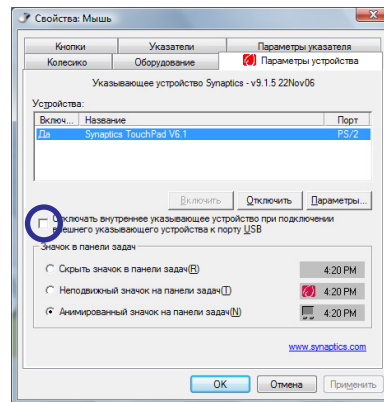 Свойства: Мышь
Кнопки Указатели Параметры указателя
Колесико Оборудование Параметры устройства
Указывающее устройство Synaptics - v9.1.5 22Nov06
Устройства:
Включ... Название Порт
Да Synaptics TouchPad V6.1 PS/2
Включить Отключить Параметры...
Отключать внутреннее указывающее устройство при подключении
внешнего указывающего устройства к порту USB
Значок в панели задач
Скрыть значок в панели задач(R) 4:20 PM
Неподвижный значок на панели задач(T) 4:20 PM
Анимированный значок на панели задач(N) 4:20 PM
www.synaptics.com
OK Отмена Применить